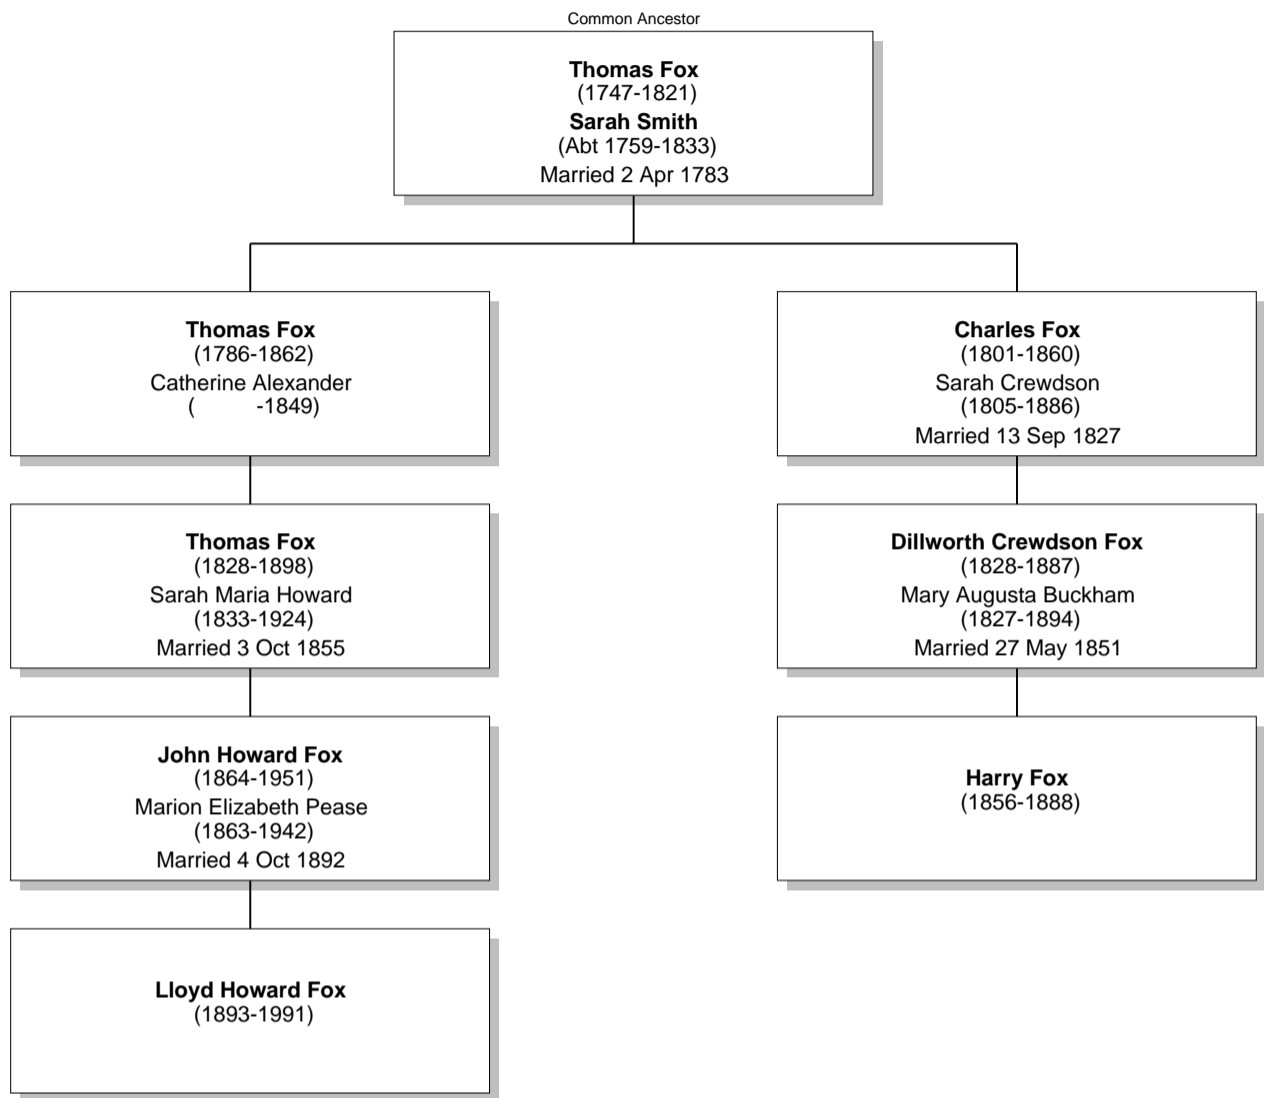 Common Ancestor
Thomas Fox
(1747-1821)
Sarah Smith
(Abt 1759-1833)
Married 2 Apr 1783
Thomas Fox
(1786-1862)
Catherine Alexander
( -1849)
Charles Fox
(1801-1860)
Sarah Crewdson
(1805-1886)
Married 13 Sep 1827
Thomas Fox
(1828-1898)
Sarah Maria Howard
(1833-1924)
Married 3 Oct 1855
Dillworth Crewdson Fox
(1828-1887)
Mary Augusta Buckham
(1827-1894)
Married 27 May 1851
John Howard Fox
(1864-1951)
Marion Elizabeth Pease
(1863-1942)
Married 4 Oct 1892
Harry Fox
(1856-1888)
Lloyd Howard Fox
(1893-1991)